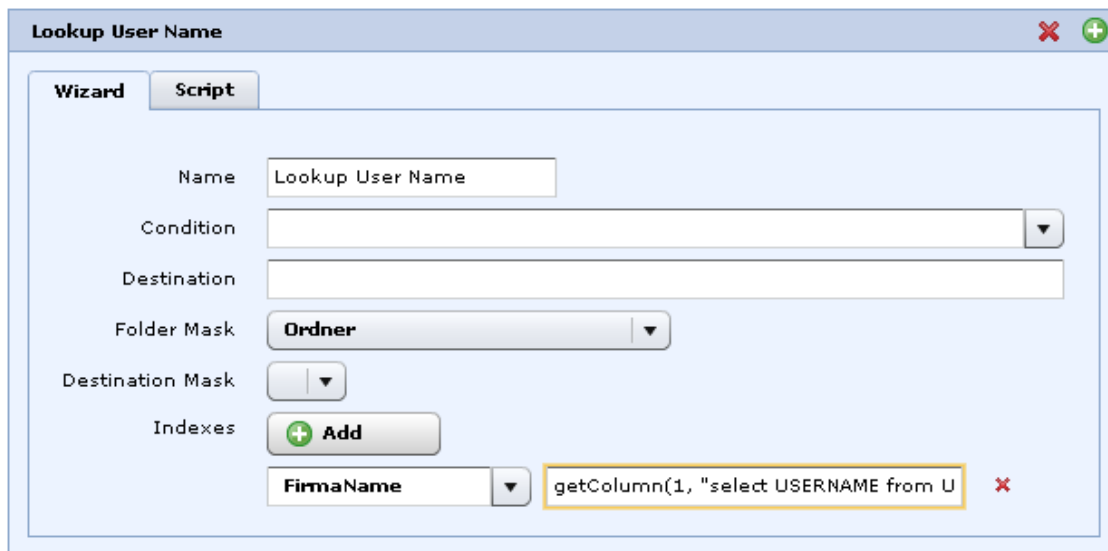 Lookup User Name
Wizard Script
Name Lookup User Name
Condition
Destination
Folder Mask Ordner
Destination Mask
Indexes Add
FirmaName getColumn(1, "select USERNAME from U